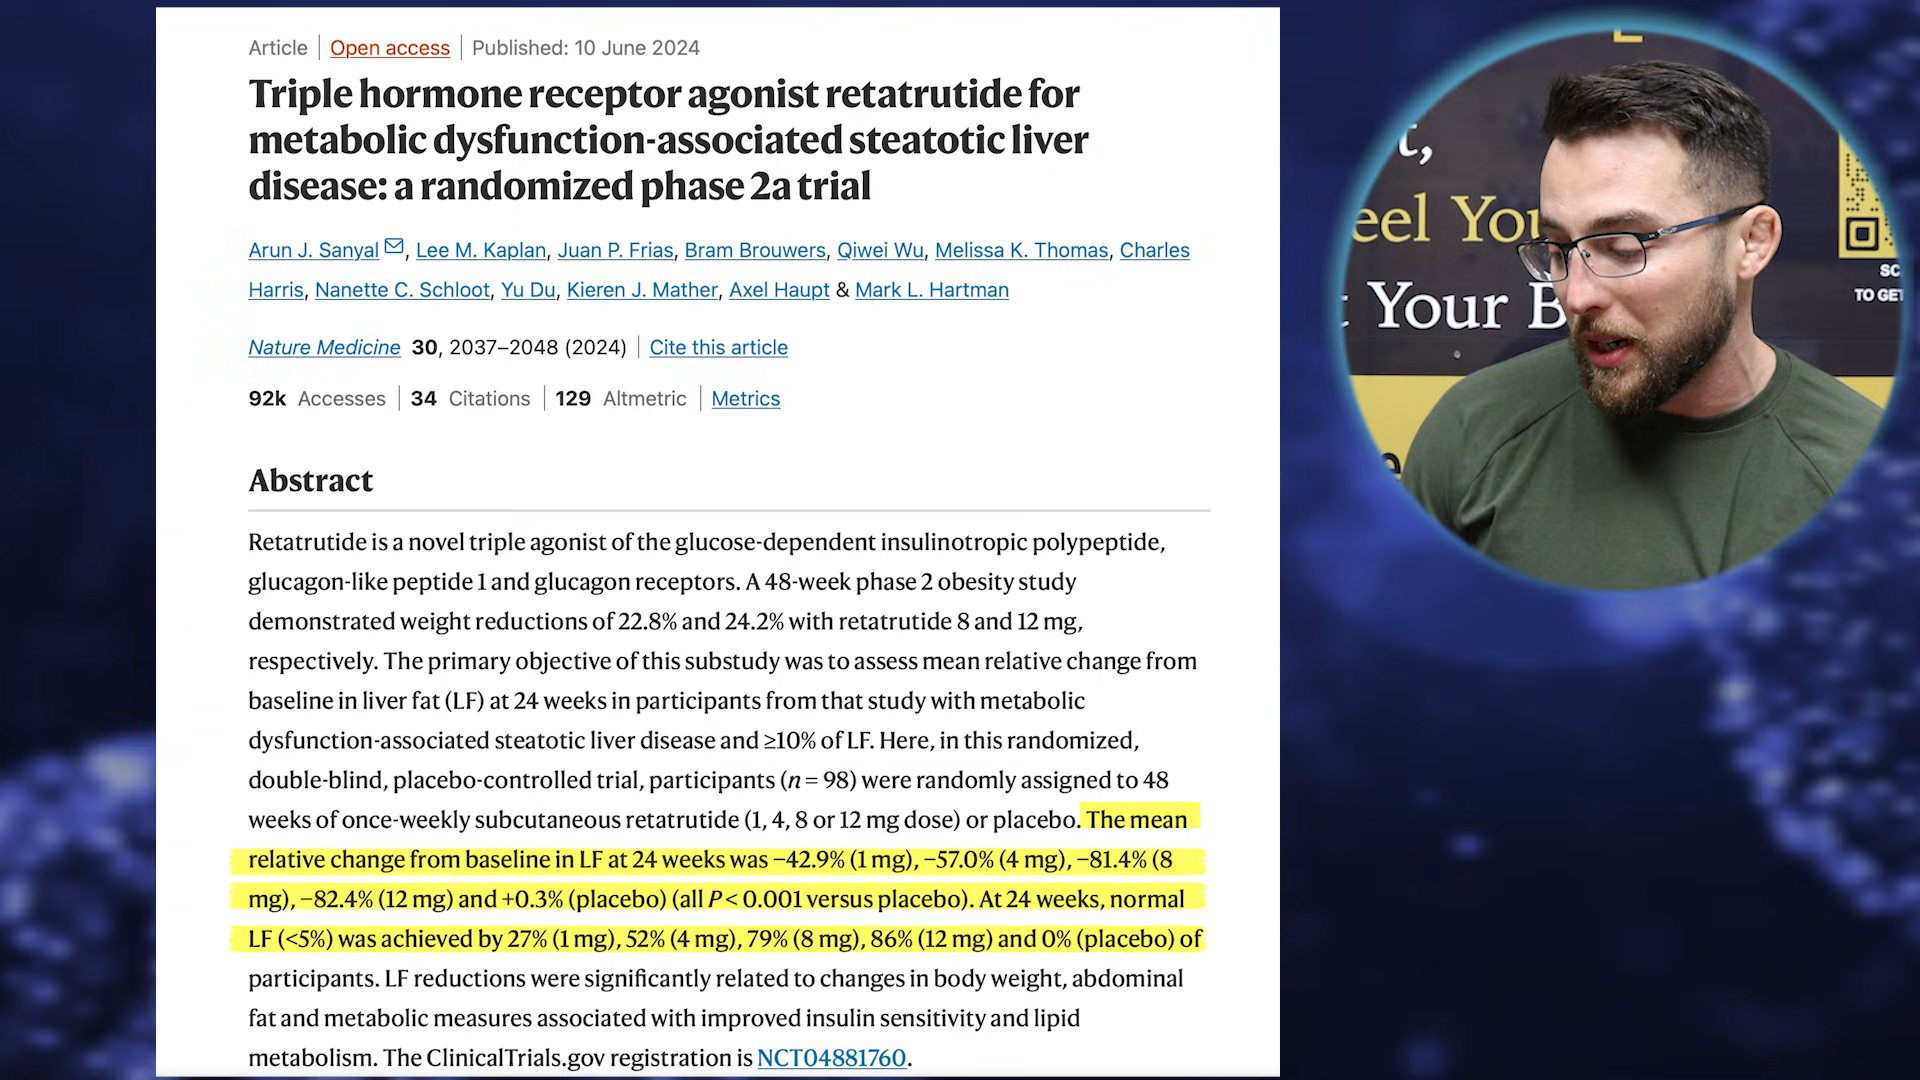 Article | Open access | Published: 10 June 2024
Triple hormone receptor agonist retatrutide for
metabolic dysfunction-associated steatotic liver
disease: a randomized phase 2a trial
Arun J. Sanyal, Lee M. Kaplan, Juan P. Frias, Bram Brouwers, Qiwei Wu, Melissa K. Thomas, Charles
Harris, Nanette C. Schloot, Yu Du, Kieren J. Mather, Axel Haupt & Mark L. Hartman
Nature Medicine 30, 2037–2048 (2024) | Cite this article
92k Accesses | 34 Citations | 129 Altmetric | Metrics
Abstract
Retatrutide is a novel triple agonist of the glucose-dependent insulinotropic polypeptide,
glucagon-like peptide 1 and glucagon receptors. A 48-week phase 2 obesity study
demonstrated weight reductions of 22.8% and 24.2% with retatrutide 8 and 12 mg,
respectively. The primary objective of this substudy was to assess mean relative change from
baseline in liver fat (LF) at 24 weeks in participants from that study with metabolic
dysfunction-associated steatotic liver disease and ≥10% of LF. Here, in this randomized,
double-blind, placebo-controlled trial, participants (n = 98) were randomly assigned to 48
weeks of once-weekly subcutaneous retatrutide (1, 4, 8 or 12 mg dose) or placebo. The mean
relative change from baseline in LF at 24 weeks was −42.9% (1 mg), −57.0% (4 mg), −81.4% (8
mg), −82.4% (12 mg) and +0.3% (placebo) (all P < 0.001 versus placebo). At 24 weeks, normal
LF (<5%) was achieved by 27% (1 mg), 52% (4 mg), 79% (8 mg), 86% (12 mg) and 0% (placebo) of
participants. LF reductions were significantly related to changes in body weight, abdominal
fat and metabolic measures associated with improved insulin sensitivity and lipid
metabolism. The ClinicalTrials.gov registration is NCT04881760.
t,
eel You
t Your B
SC
TO GET